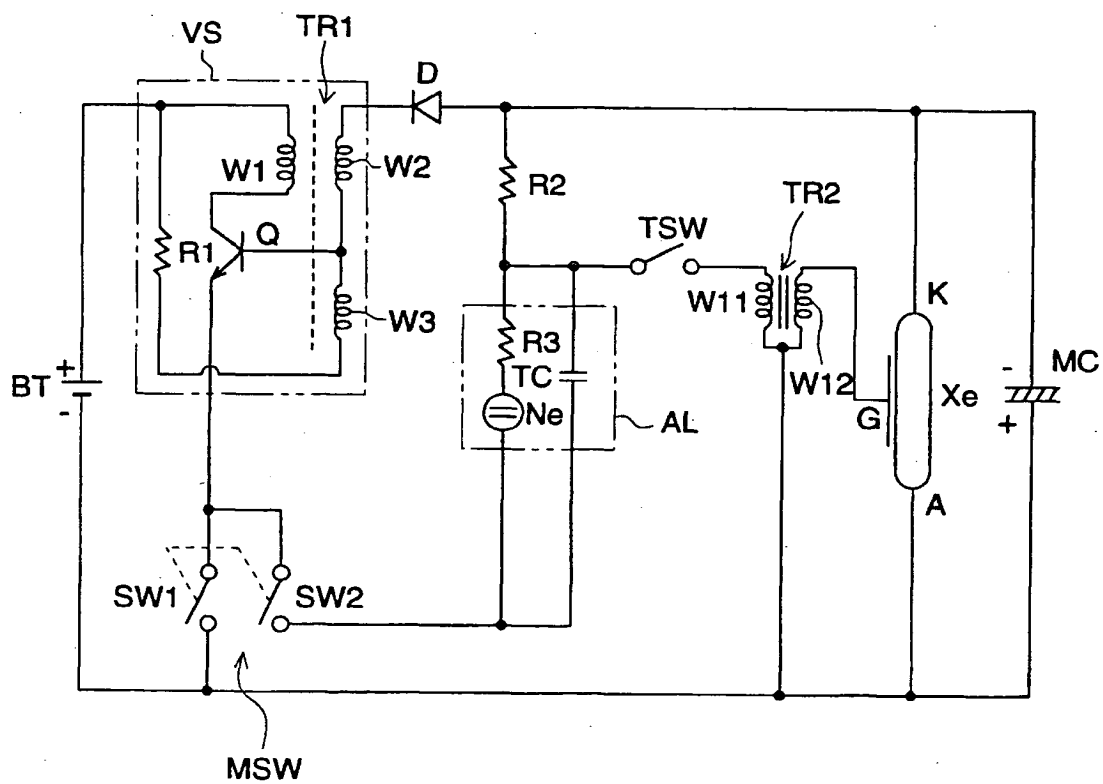 VS
TR1
D
W1
W2
R2
TR2
TSW
Q
R1
W11
K
W3
R3
TC
W12
MC
-
+
BT
-
Xe
+
Ne
G
AL
A
SW1
SW2
MSW